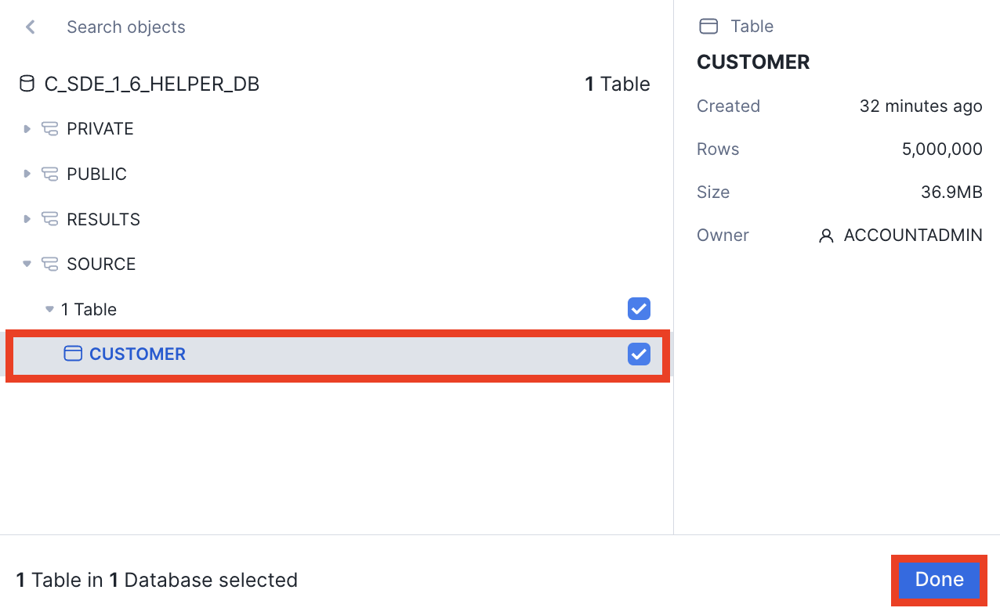 Search objects
C_SDE_1_6_HELPER_DB 1 Table
PRIVATE
PUBLIC
RESULTS
SOURCE
1 Table
CUSTOMER
Table
CUSTOMER
Created 32 minutes ago
Rows 5,000,000
Size 36.9MB
Owner ACCOUNTADMIN
1 Table in 1 Database selected
Done